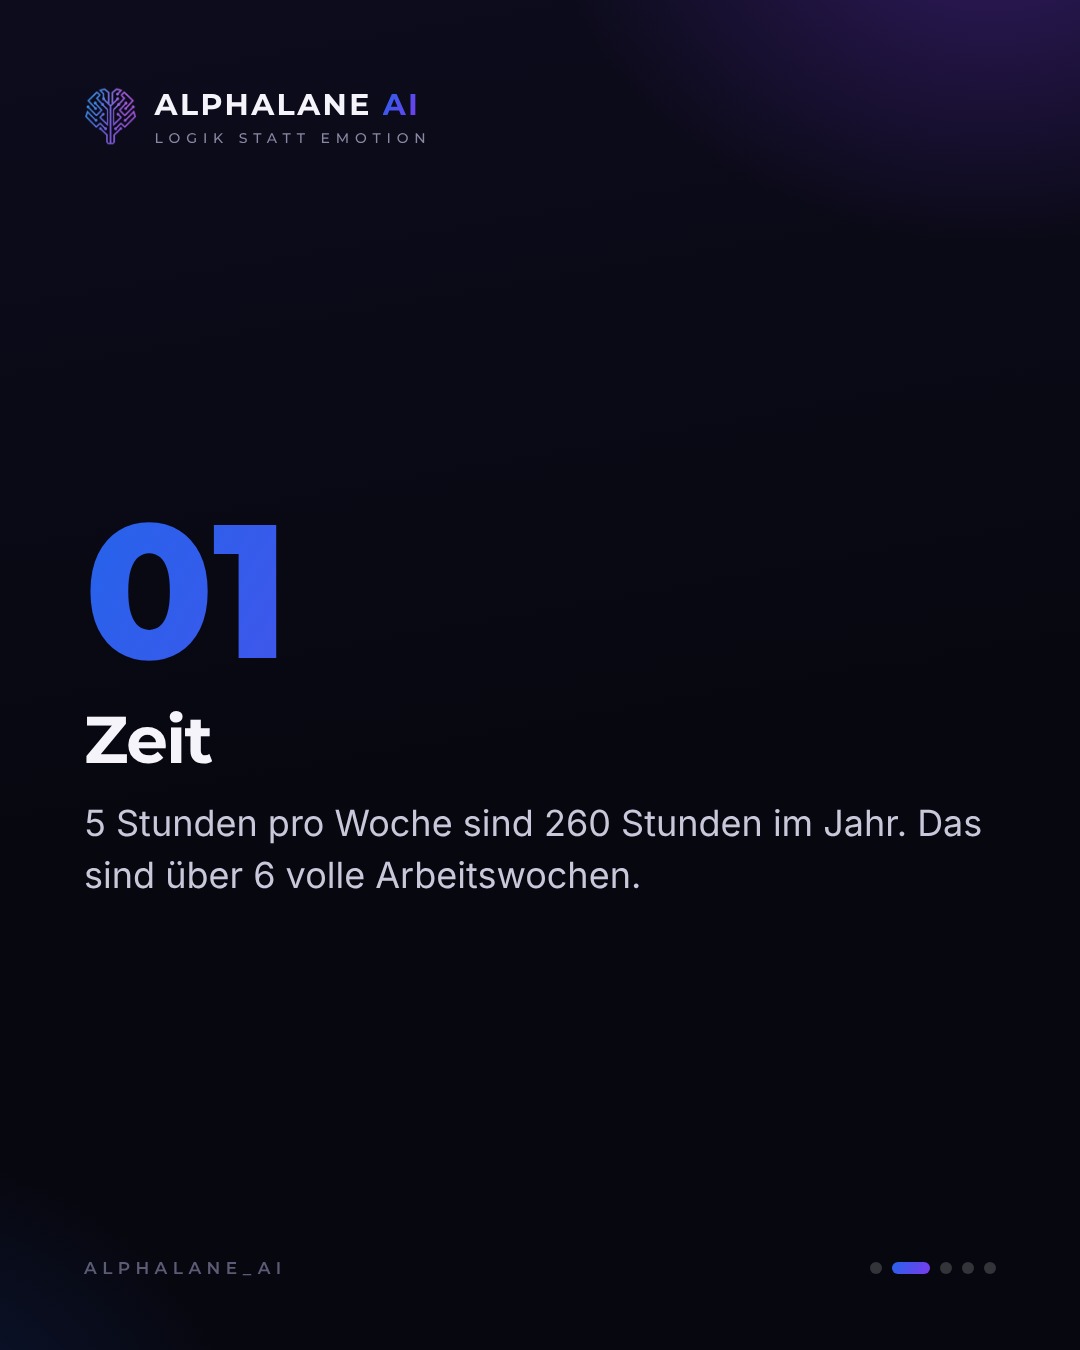 ALPHALANE AI
LOGIK STATT EMOTION
01
Zeit
5 Stunden pro Woche sind 260 Stunden im Jahr. Das
sind über 6 volle Arbeitswochen.
ALPHALANE_AI